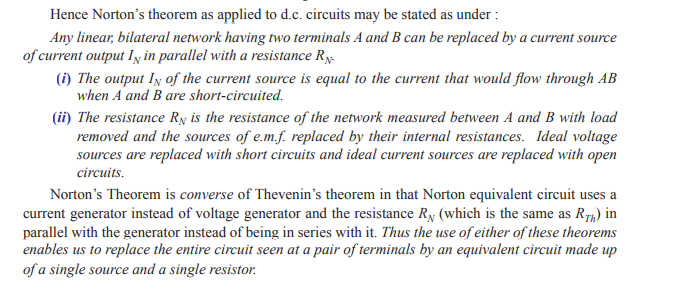 Hence Norton’s theorem as applied to d.c. circuits may be stated as under :
Any linear, bilateral network having two terminals A and B can be replaced by a current source
of current output I_N in parallel with a resistance R_N.
(i) The output I_N of the current source is equal to the current that would flow through AB
when A and B are short-circuited.
(ii) The resistance R_N is the resistance of the network measured between A and B with load
removed and the sources of e.m.f. replaced by their internal resistances. Ideal voltage
sources are replaced with short circuits and ideal current sources are replaced with open
circuits.
Norton’s Theorem is converse of Thevenin’s theorem in that Norton equivalent circuit uses a
current generator instead of voltage generator and the resistance R_N (which is the same as R_Th) in
parallel with the generator instead of being in series with it. Thus the use of either of these theorems
enables us to replace the entire circuit seen at a pair of terminals by an equivalent circuit made up
of a single source and a single resistor.